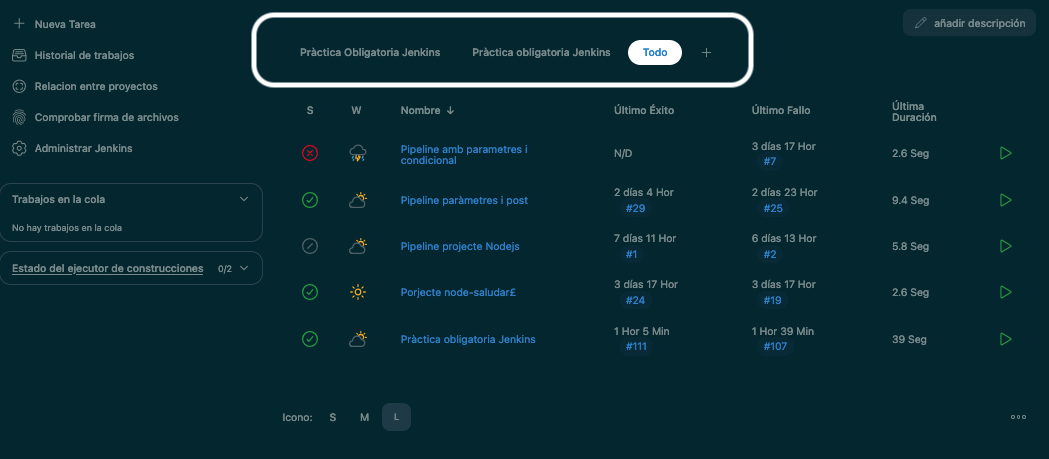 Nueva Tarea
Historial de trabajos
Relacion entre proyectos
Comprobar firma de archivos
Administrar Jenkins
Trabajos en la cola
No hay trabajos en la cola
Estado del ejecutor de construcciones 0/2
Pràctica Obligatoria Jenkins Pràctica obligatoria Jenkins Todo +
añadir descripción
S W Nombre ↓ Último Éxito Último Fallo Última
Duración
Pipeline amb parametres i
condicional
N/D
3 días 17 Hor
#7
2.6 Seg
Pipeline paràmetres i post
2 días 4 Hor
#29
2 días 23 Hor
#25
9.4 Seg
Pipeline projecte Nodejs
7 días 11 Hor
#1
6 días 13 Hor
#2
5.8 Seg
Porjecte node-saludar£
3 días 17 Hor
#24
3 días 17 Hor
#19
2.6 Seg
Pràctica obligatoria Jenkins
1 Hor 5 Min
#111
1 Hor 39 Min
#107
39 Seg
Icono: S M L